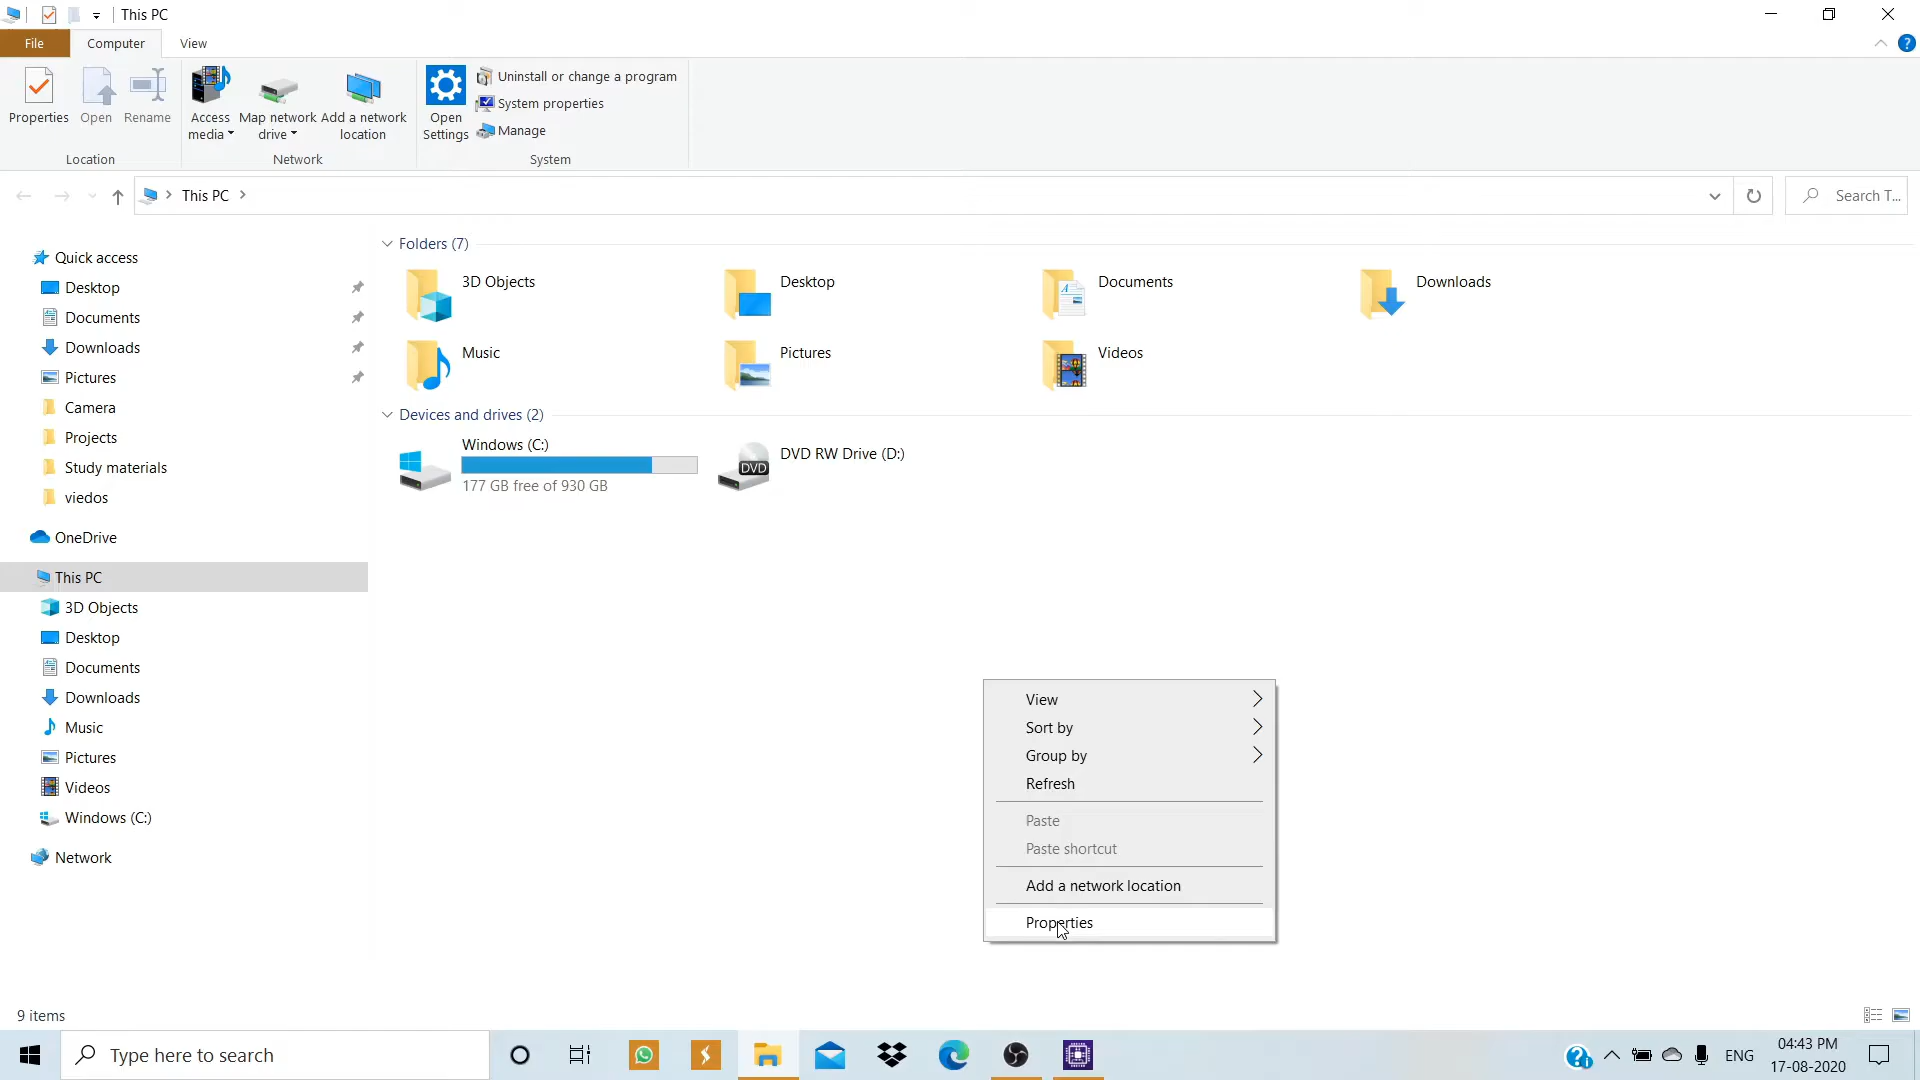 This PC
File
Computer
View
Properties
Open
Rename
Access media
Map network drive
Add a network location
Open Settings
Uninstall or change a program
System properties
Manage
Location
Network
System
This PC
Search T...
Quick access
Desktop
Documents
Downloads
Pictures
Camera
Projects
Study materials
viedos
OneDrive
This PC
3D Objects
Desktop
Documents
Downloads
Music
Pictures
Videos
Windows (C:)
Network
Folders (7)
3D Objects
Desktop
Documents
Downloads
Music
Pictures
Videos
Devices and drives (2)
Windows (C:)
177 GB free of 930 GB
DVD
DVD RW Drive (D:)
View
Sort by
Group by
Refresh
Paste
Paste shortcut
Add a network location
Properties
9 items
Type here to search
ENG
04:43 PM
17-08-2020